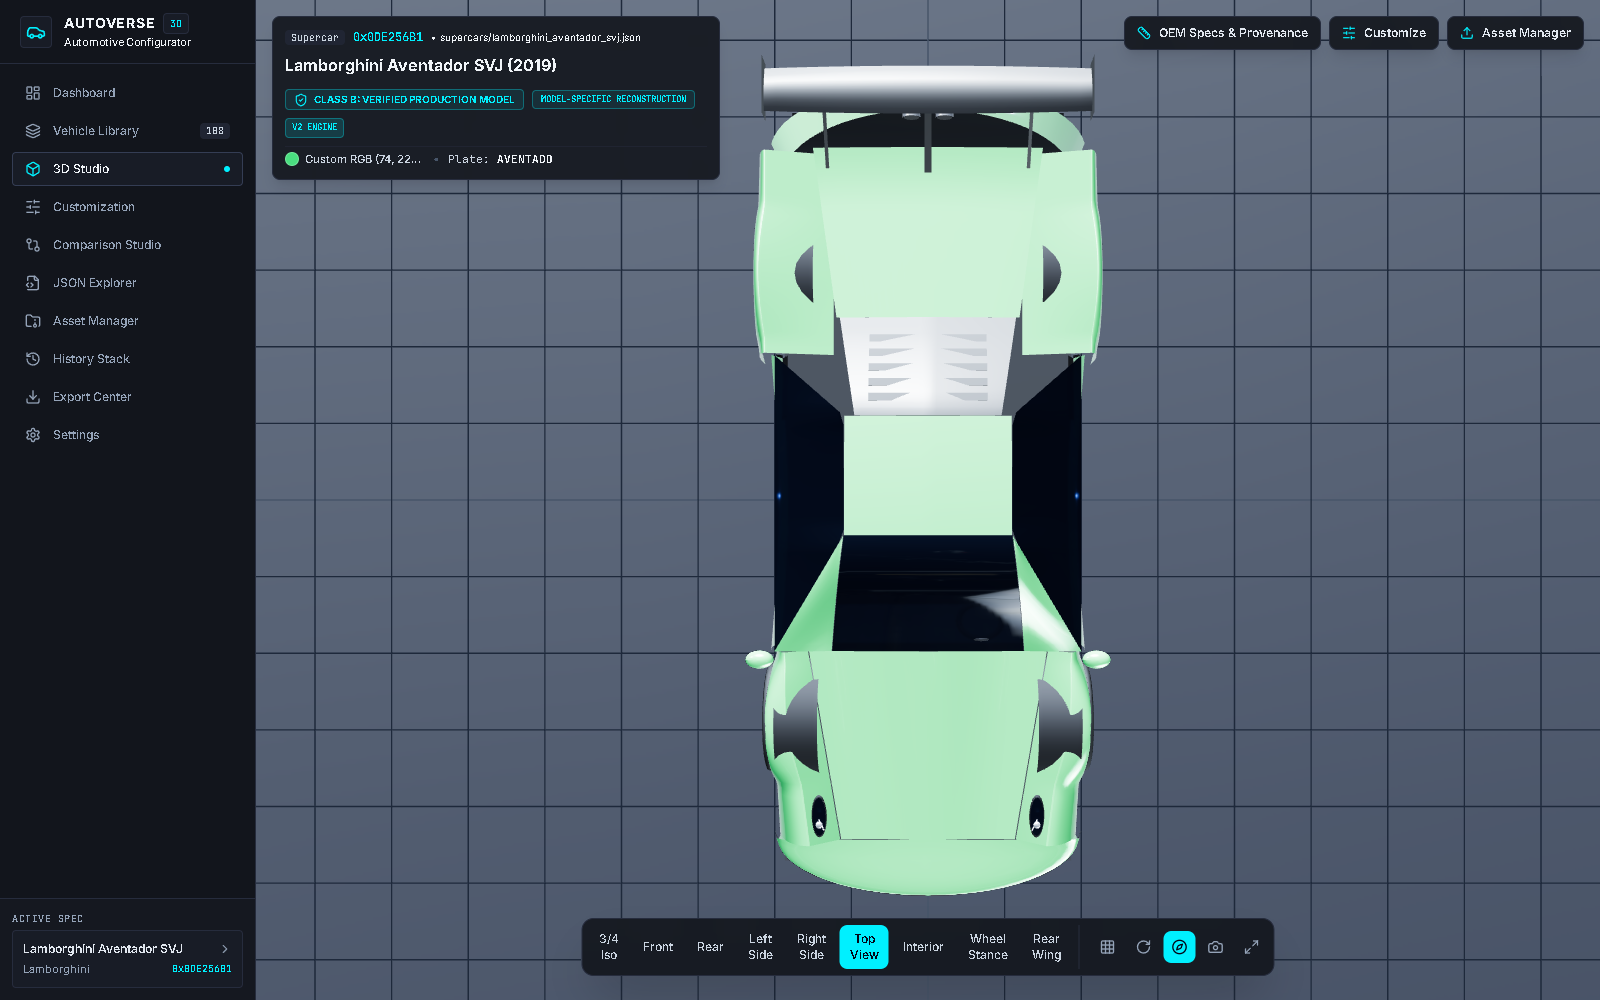 AUTOVERSE 3D
Automotive Configurator
Dashboard
Vehicle Library 188
3D Studio
Customization
Comparison Studio
JSON Explorer
Asset Manager
History Stack
Export Center
Settings
ACTIVE SPEC
Lamborghini Aventador SVJ
Lamborghini 0x0DE256B1
Supercar 0x0DE256B1 • supercars/lamborghini_aventador_svj.json
Lamborghini Aventador SVJ (2019)
CLASS B: VERIFIED PRODUCTION MODEL MODEL-SPECIFIC RECONSTRUCTION
V2 ENGINE
Custom RGB (74, 22... • Plate: AVENTADO
OEM Specs & Provenance Customize Asset Manager
3/4 Iso
Front
Rear
Left Side
Right Side
Top View
Interior
Wheel Stance
Rear Wing